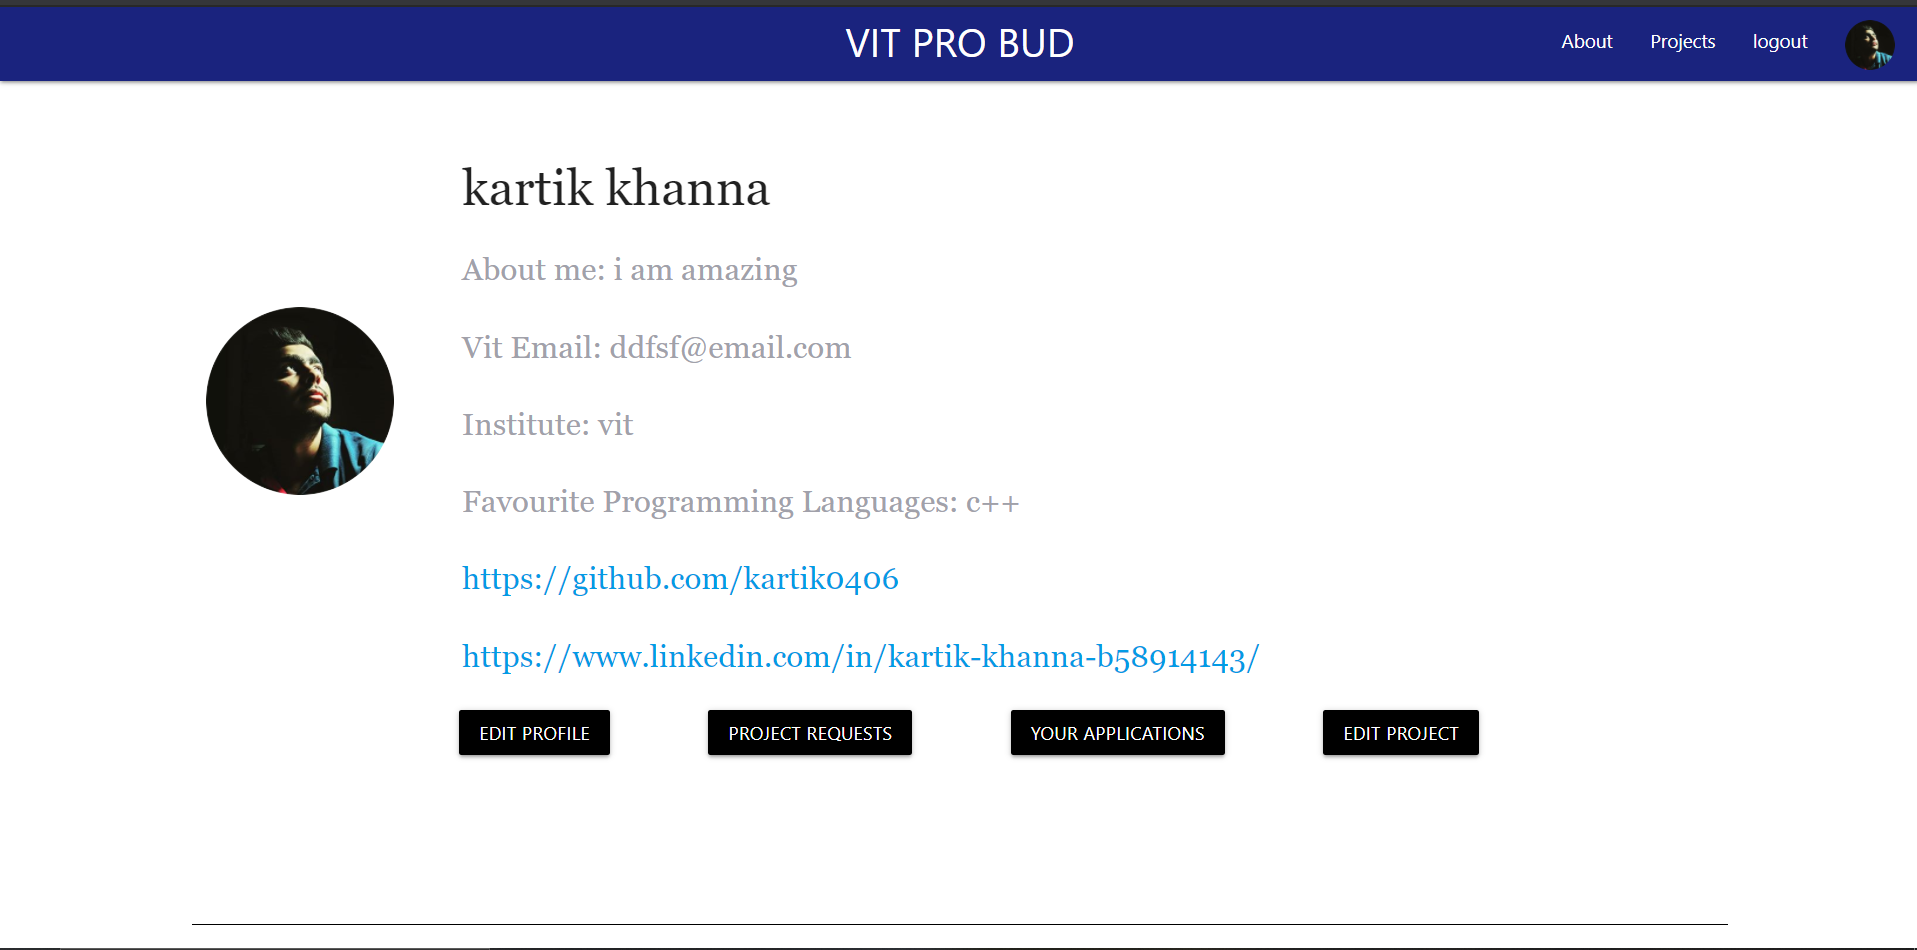 VIT PRO BUD
About Projects logout
kartik khanna
About me: i am amazing
Vit Email: ddfsf@email.com
Institute: vit
Favourite Programming Languages: c++
https://github.com/kartik0406
https://www.linkedin.com/in/kartik-khanna-b58914143/
EDIT PROFILE PROJECT REQUESTS YOUR APPLICATIONS EDIT PROJECT